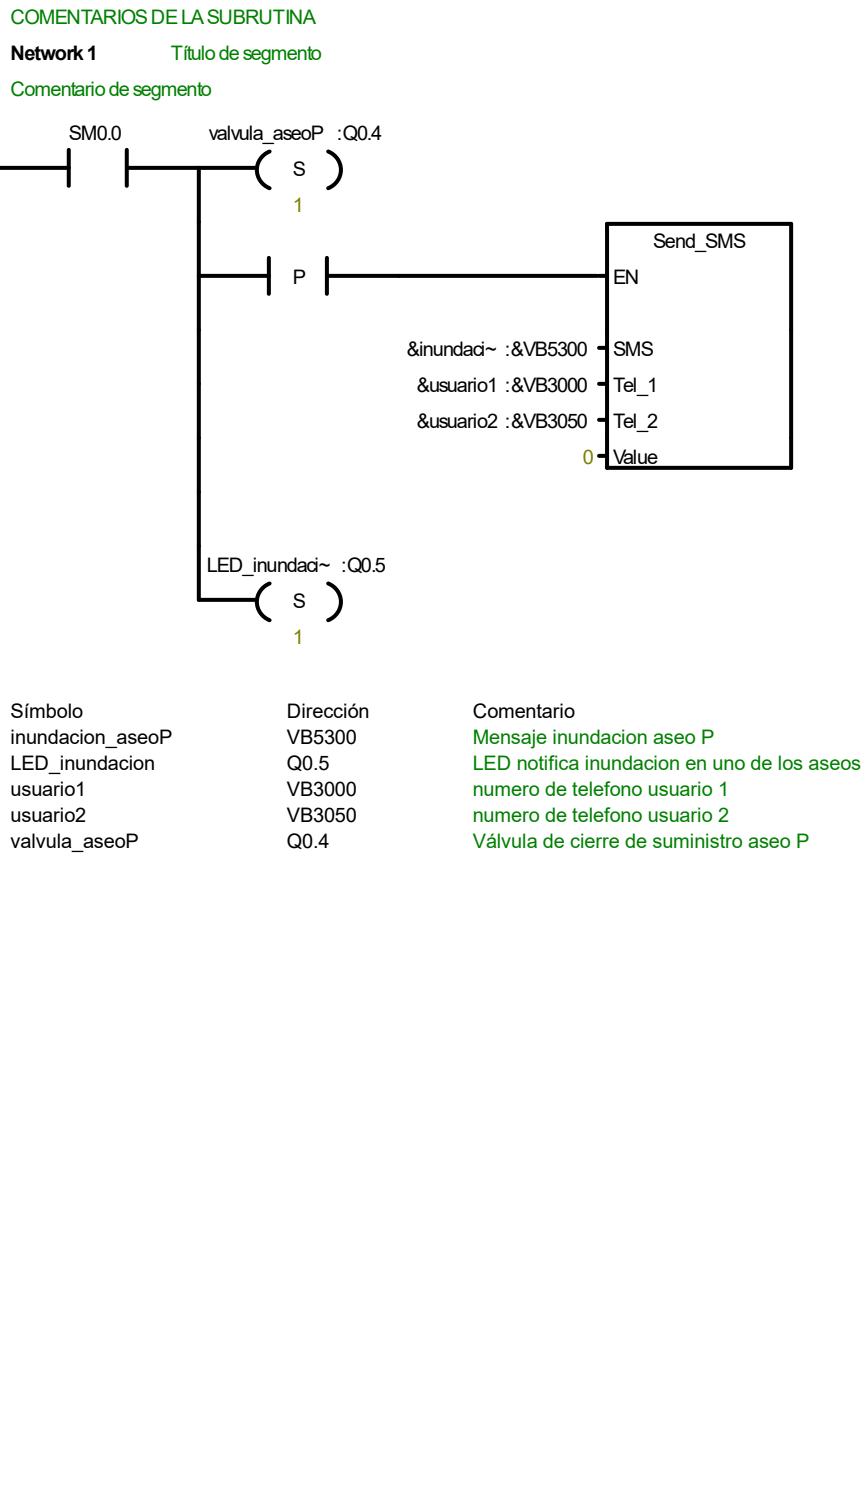 COMENTARIOS DE LA SUBRUTINA
Network 1 Título de segmento
Comentario de segmento
SM0.0 valvula_aseoP :Q0.4
S
1
Send_SMS
P EN
&inundaci~ :&VB5300 SMS
&usuario1 :&VB3000 Tel_1
&usuario2 :&VB3050 Tel_2
0 Value
LED_inundaci~ :Q0.5
S
1
Símbolo Dirección Comentario
inundacion_aseoP VB5300 Mensaje inundacion aseo P
LED_inundacion Q0.5 LED notifica inundacion en uno de los aseos
usuario1 VB3000 numero de telefono usuario 1
usuario2 VB3050 numero de telefono usuario 2
valvula_aseoP Q0.4 Válvula de cierre de suministro aseo P